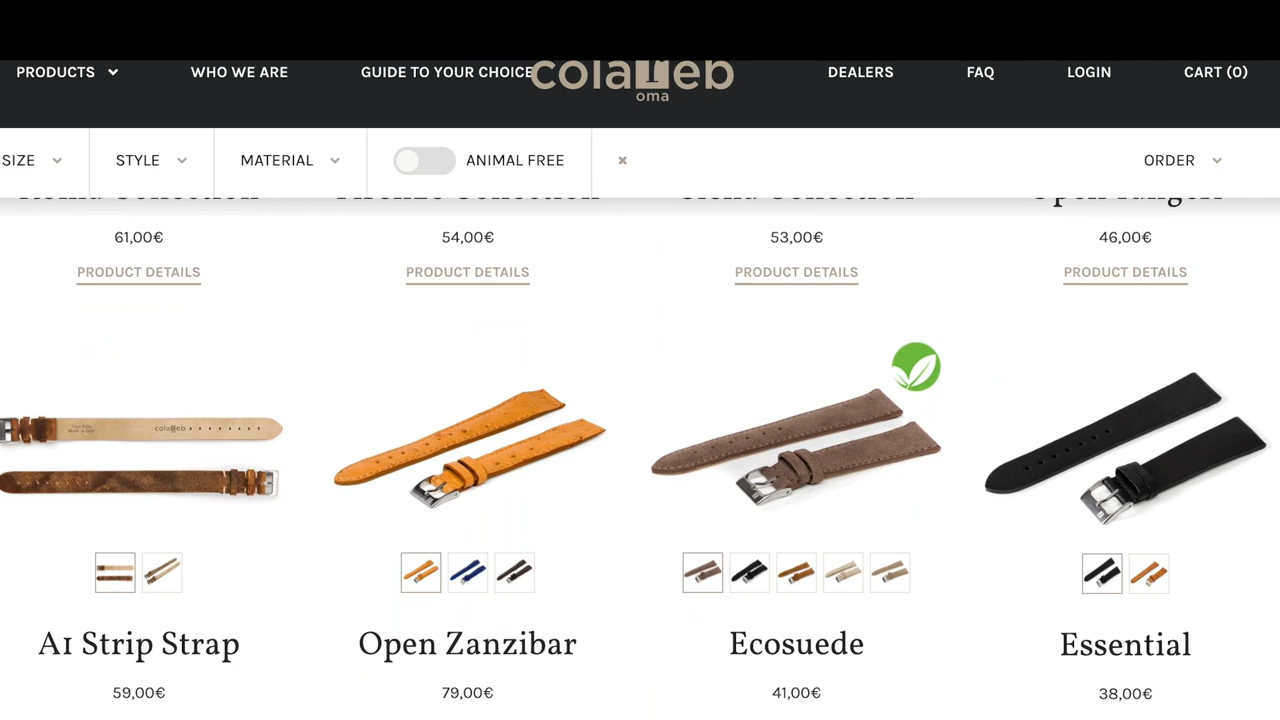 PRODUCTS
WHO WE ARE
GUIDE TO YOUR CHOICE
colareb
oma
DEALERS
FAQ
LOGIN
CART (0)
SIZE
STYLE
MATERIAL
ANIMAL FREE
ORDER
61,00€
54,00€
53,00€
46,00€
PRODUCT DETAILS
PRODUCT DETAILS
PRODUCT DETAILS
PRODUCT DETAILS
colareb
A1 Strip Strap
Open Zanzibar
Ecosuede
Essential
59,00€
79,00€
41,00€
38,00€